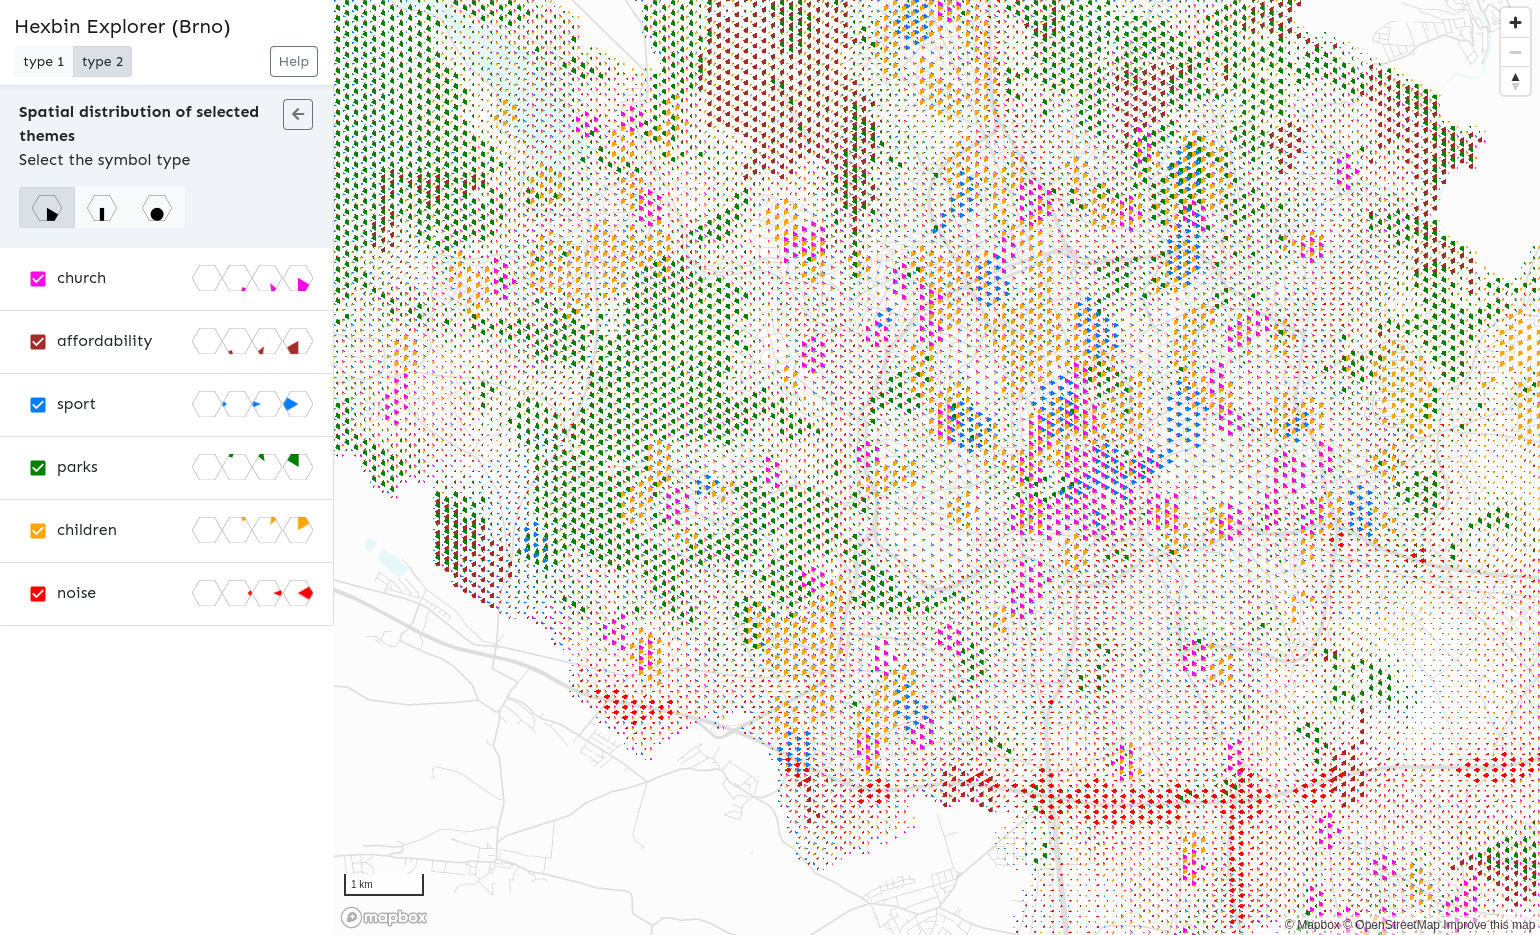 Hexbin Explorer (Brno)
type 1 type 2 Help
Spatial distribution of selected
themes
Select the symbol type
church
affordability
sport
parks
children
noise
1 km
mapbox
© Mapbox © OpenStreetMap Improve this map